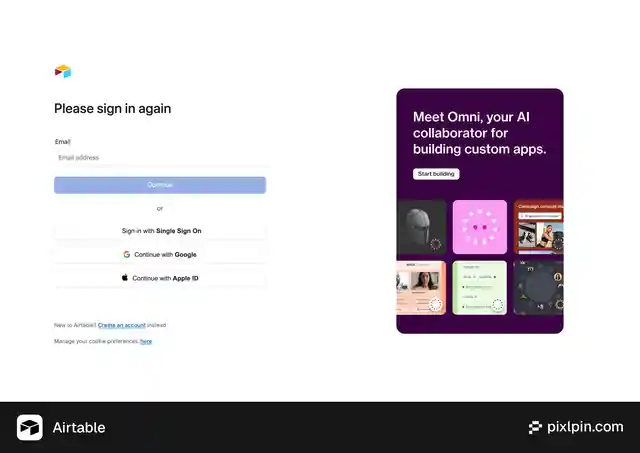 Please sign in again
Email
Email address
Continue
or
Sign in with Single Sign On
Continue with Google
Continue with Apple ID
New to Airtable? Create an account instead
Manage your cookie preferences here
Meet Omni, your AI
collaborator for
building custom apps.
Start building
Airtable
pixlpin.com